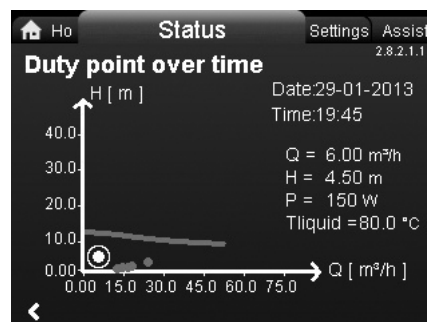 Ho Status Settings Assist
2.8.2.1.1
Duty point over time
H [ m ]
Date:29-01-2013
Time:19:45
40.0
30.0
20.0
10.0
0.00
Q = 6.00 m³/h
H = 4.50 m
P = 150 W
Tliquid =80.0 °C
Q [ m³/h ]
0.00 15.0 30.0 45.0 60.0 75.0